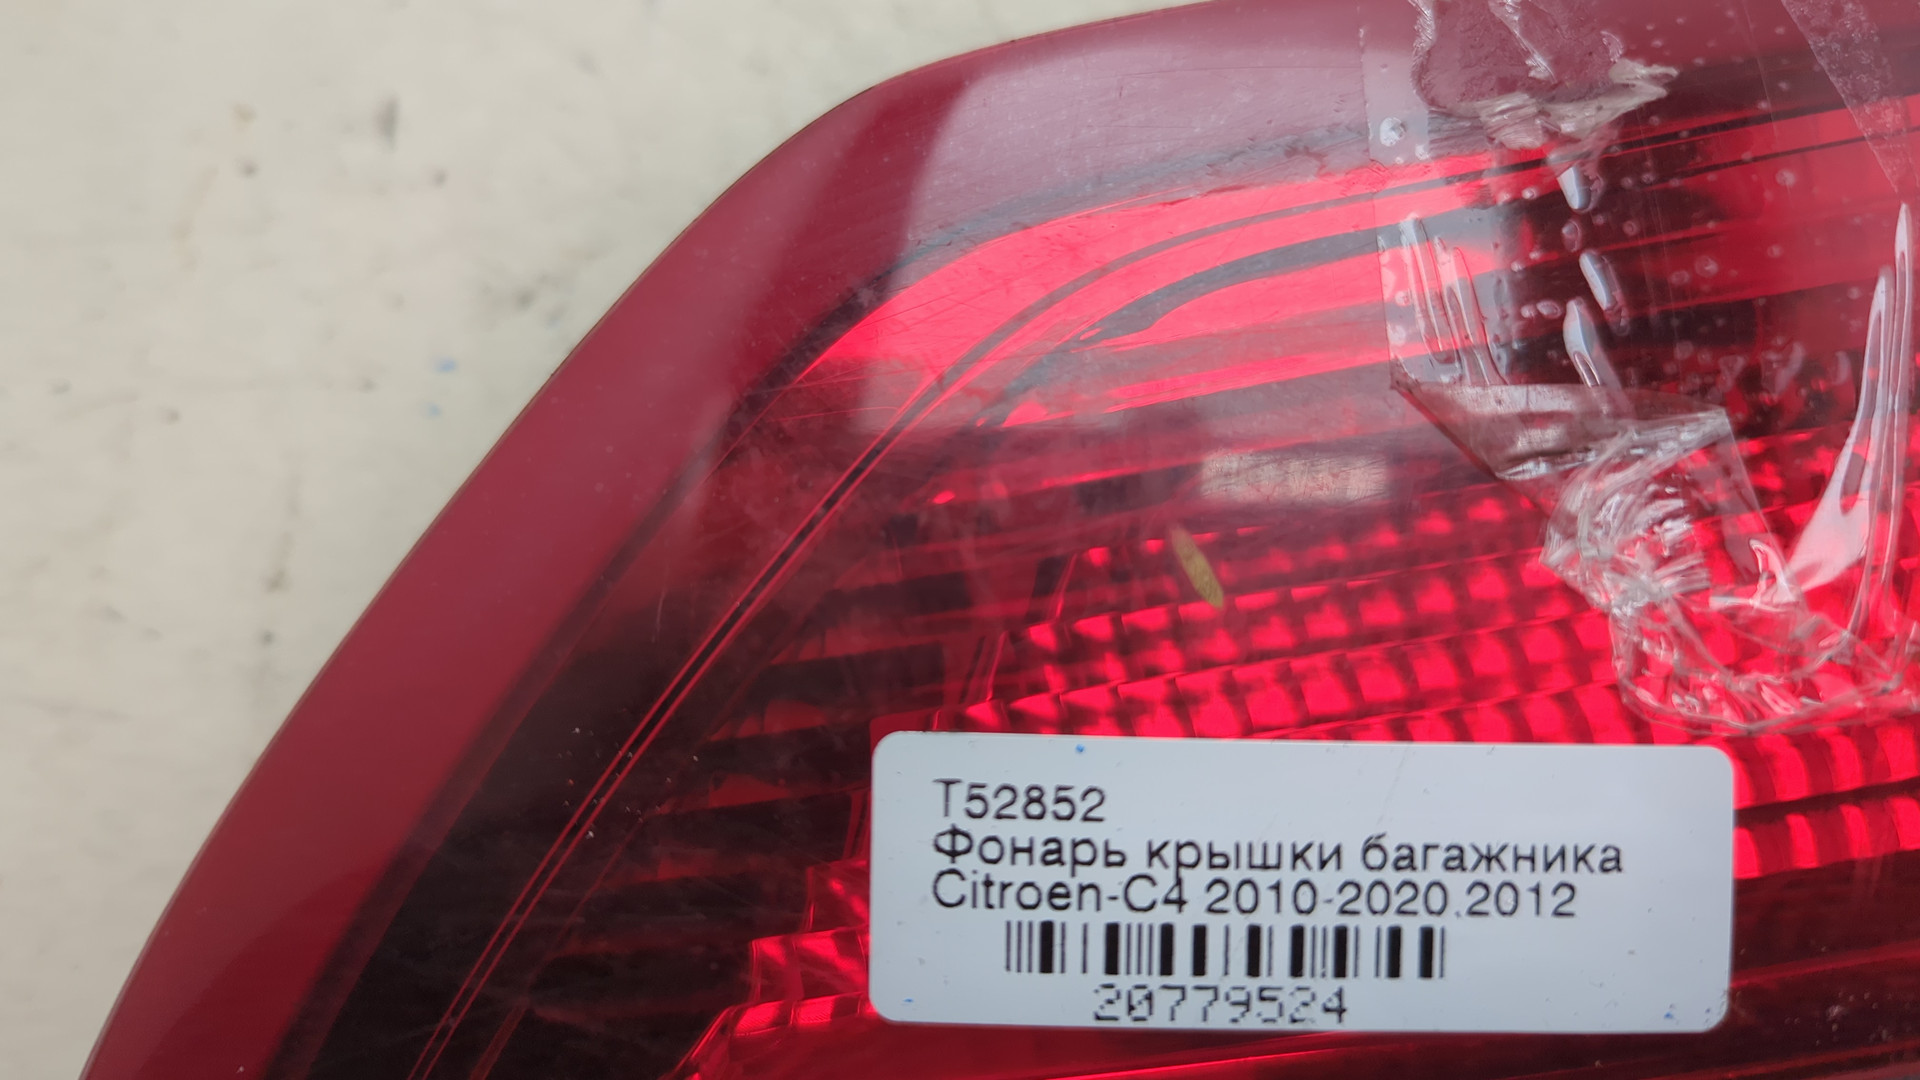 T52852
Фонарь крышки багажника
Citroen-C4 2010-2020.2012
20779524